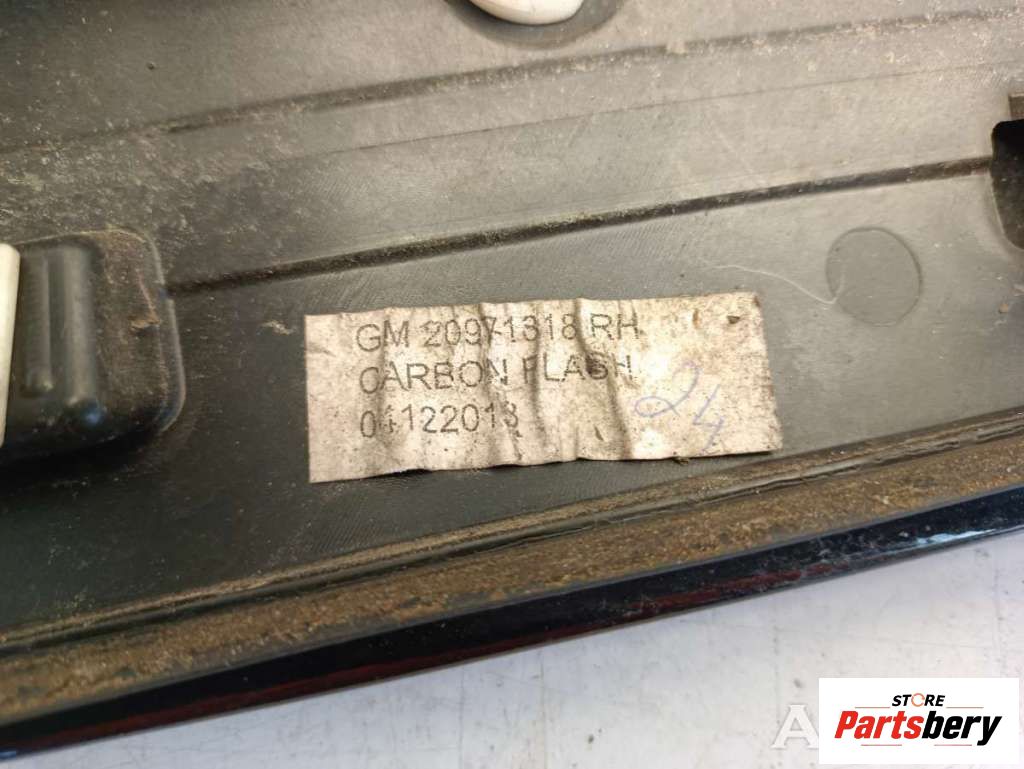 GM 20971318 RH
CARBON FLASH
04122013
24
STORE
Partsbery
A